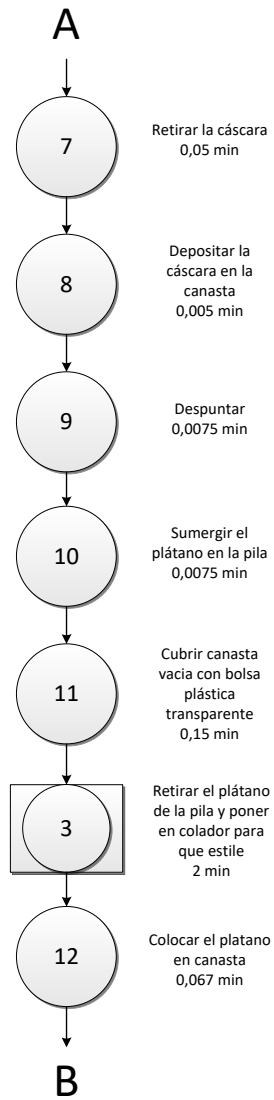 A
7
Retirar la cáscara
0,05 min
8
Depositar la
cáscara en la
canasta
0,005 min
9
Despuntar
0,0075 min
10
Sumergir el
plátano en la pila
0,0075 min
11
Cubrir canasta
vacia con bolsa
plástica
transparente
0,15 min
3
Retirar el plátano
de la pila y poner
en colador para
que estile
2 min
12
Colocar el platano
en canasta
0,067 min
B